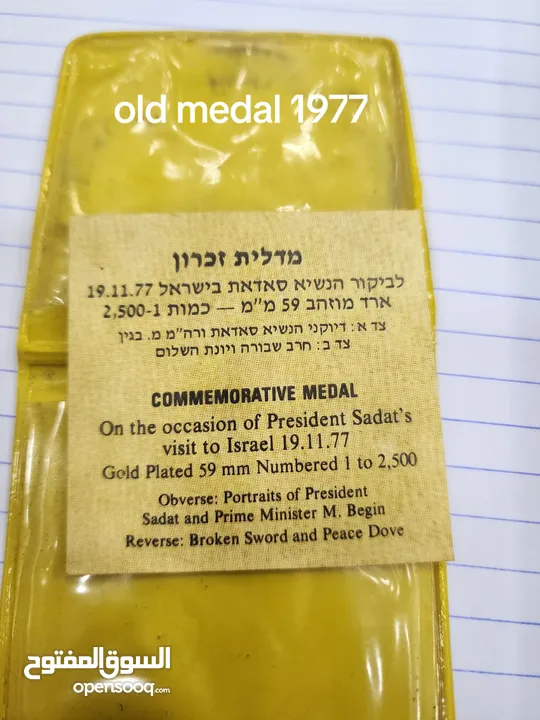 old medal 1977
מדלית זכרון
לביקור הנשיא סאדאת בישראל 19.11.77
ארד מוזהב 59 מ"מ — כמות 2,500-1
צד א: דיוקני הנשיא סאדאת ורה"מ מ. בגין
צד ב: חרב שבורה ויונת השלום
COMMEMORATIVE MEDAL
On the occasion of President Sadat's
visit to Israel 19.11.77
Gold Plated 59 mm Numbered 1 to 2,500
Obverse: Portraits of President
Sadat and Prime Minister M. Begin
Reverse: Broken Sword and Peace Dove
السوق المفتوح
opensooq.com